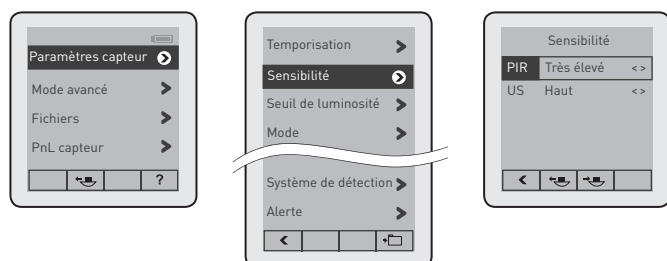 Paramètres capteur
Mode avancé
Fichiers
PnL capteur
?
Temporisation
Sensibilité
Seuil de luminosité
Mode
Système de détection
Alerte
Sensibilité
PIR Très élevé <>
US Haut <>